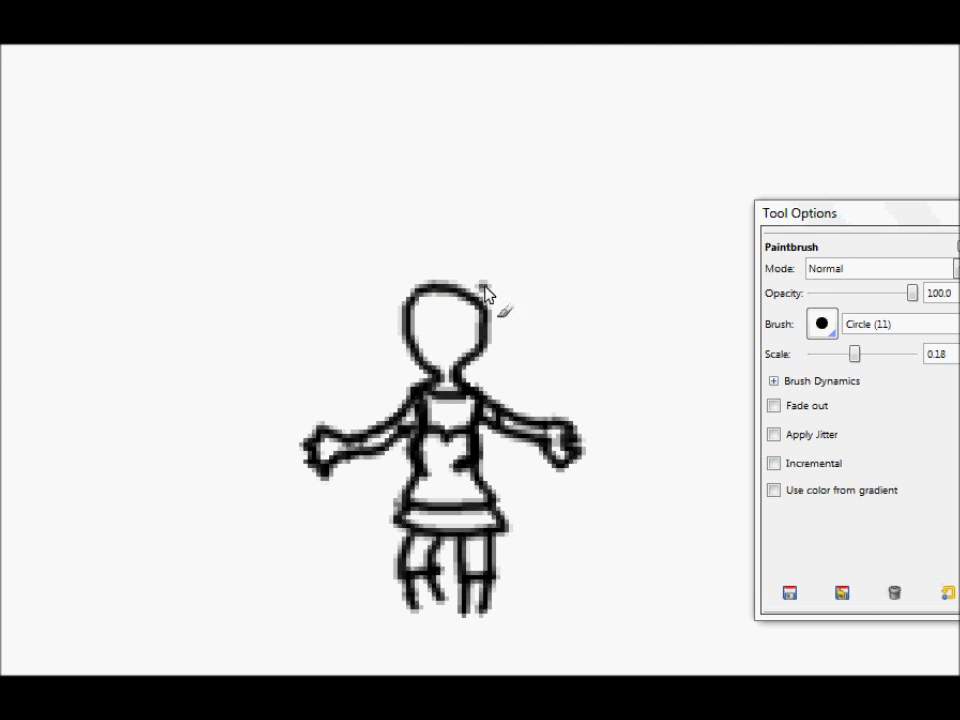 Tool Options
Paintbrush
Mode: Normal
Opacity: 100.0
Brush: Circle (11)
Scale: 0.18
Brush Dynamics
Fade out
Apply Jitter
Incremental
Use color from gradient